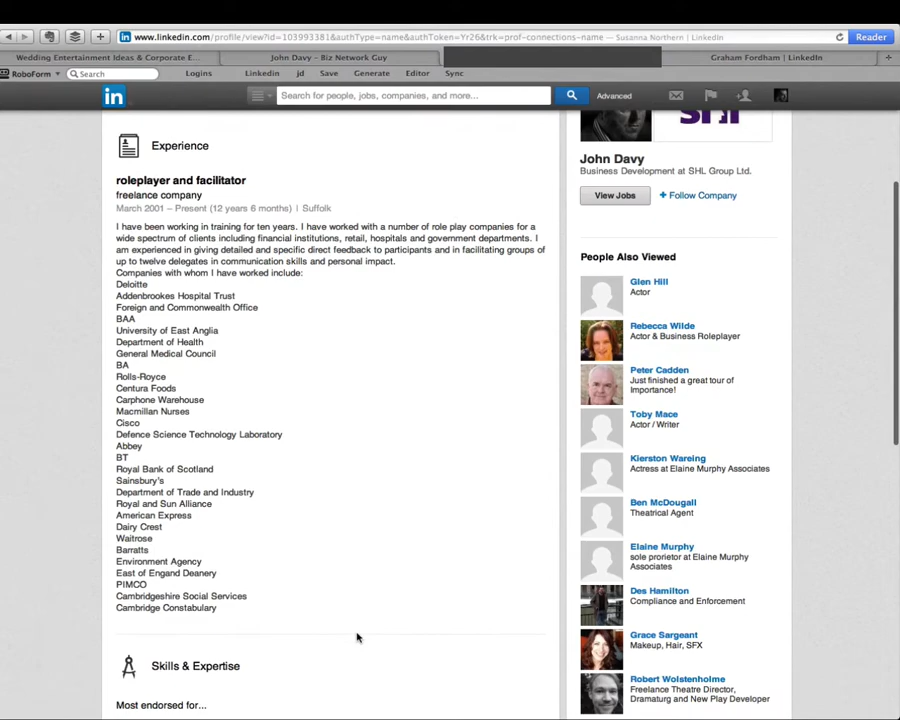 www.linkedin.com/profile/view?id=103993381&authType=name&authToken=Yr26&trk=prof-connections-name — Susanna Northern | LinkedIn
Reader
Wedding Entertainment Ideas & Corporate E...
John Davy – Biz Network Guy
Graham Fordham | LinkedIn
RoboForm
Search
Logins
Linkedin
jd
Save
Generate
Editor
Sync
in
Search for people, jobs, companies, and more...
Advanced
Experience
roleplayer and facilitator
freelance company
March 2001 – Present (12 years 6 months) | Suffolk
I have been working in training for ten years. I have worked with a number of role play companies for a
wide spectrum of clients including financial institutions, retail, hospitals and government departments. I
am experienced in giving detailed and specific direct feedback to participants and in facilitating groups of
up to twelve delegates in communication skills and personal impact.
Companies with whom I have worked include:
Deloitte
Addenbrookes Hospital Trust
Foreign and Commonwealth Office
BAA
University of East Anglia
Department of Health
General Medical Council
BA
Rolls-Royce
Centura Foods
Carphone Warehouse
Macmillan Nurses
Cisco
Defence Science Technology Laboratory
Abbey
BT
Royal Bank of Scotland
Sainsbury's
Department of Trade and Industry
Royal and Sun Alliance
American Express
Dairy Crest
Waitrose
Barratts
Environment Agency
East of Engand Deanery
PIMCO
Cambridgeshire Social Services
Cambridge Constabulary
Skills & Expertise
Most endorsed for...
John Davy
Business Development at SHL Group Ltd.
View Jobs
+ Follow Company
People Also Viewed
Glen Hill
Actor
Rebecca Wilde
Actor & Business Roleplayer
Peter Cadden
Just finished a great tour of
Importance!
Toby Mace
Actor / Writer
Kierston Wareing
Actress at Elaine Murphy Associates
Ben McDougall
Theatrical Agent
Elaine Murphy
sole prorietor at Elaine Murphy
Associates
Des Hamilton
Compliance and Enforcement
Grace Sargeant
Makeup, Hair, SFX
Robert Wolstenholme
Freelance Theatre Director,
Dramaturg and New Play Developer